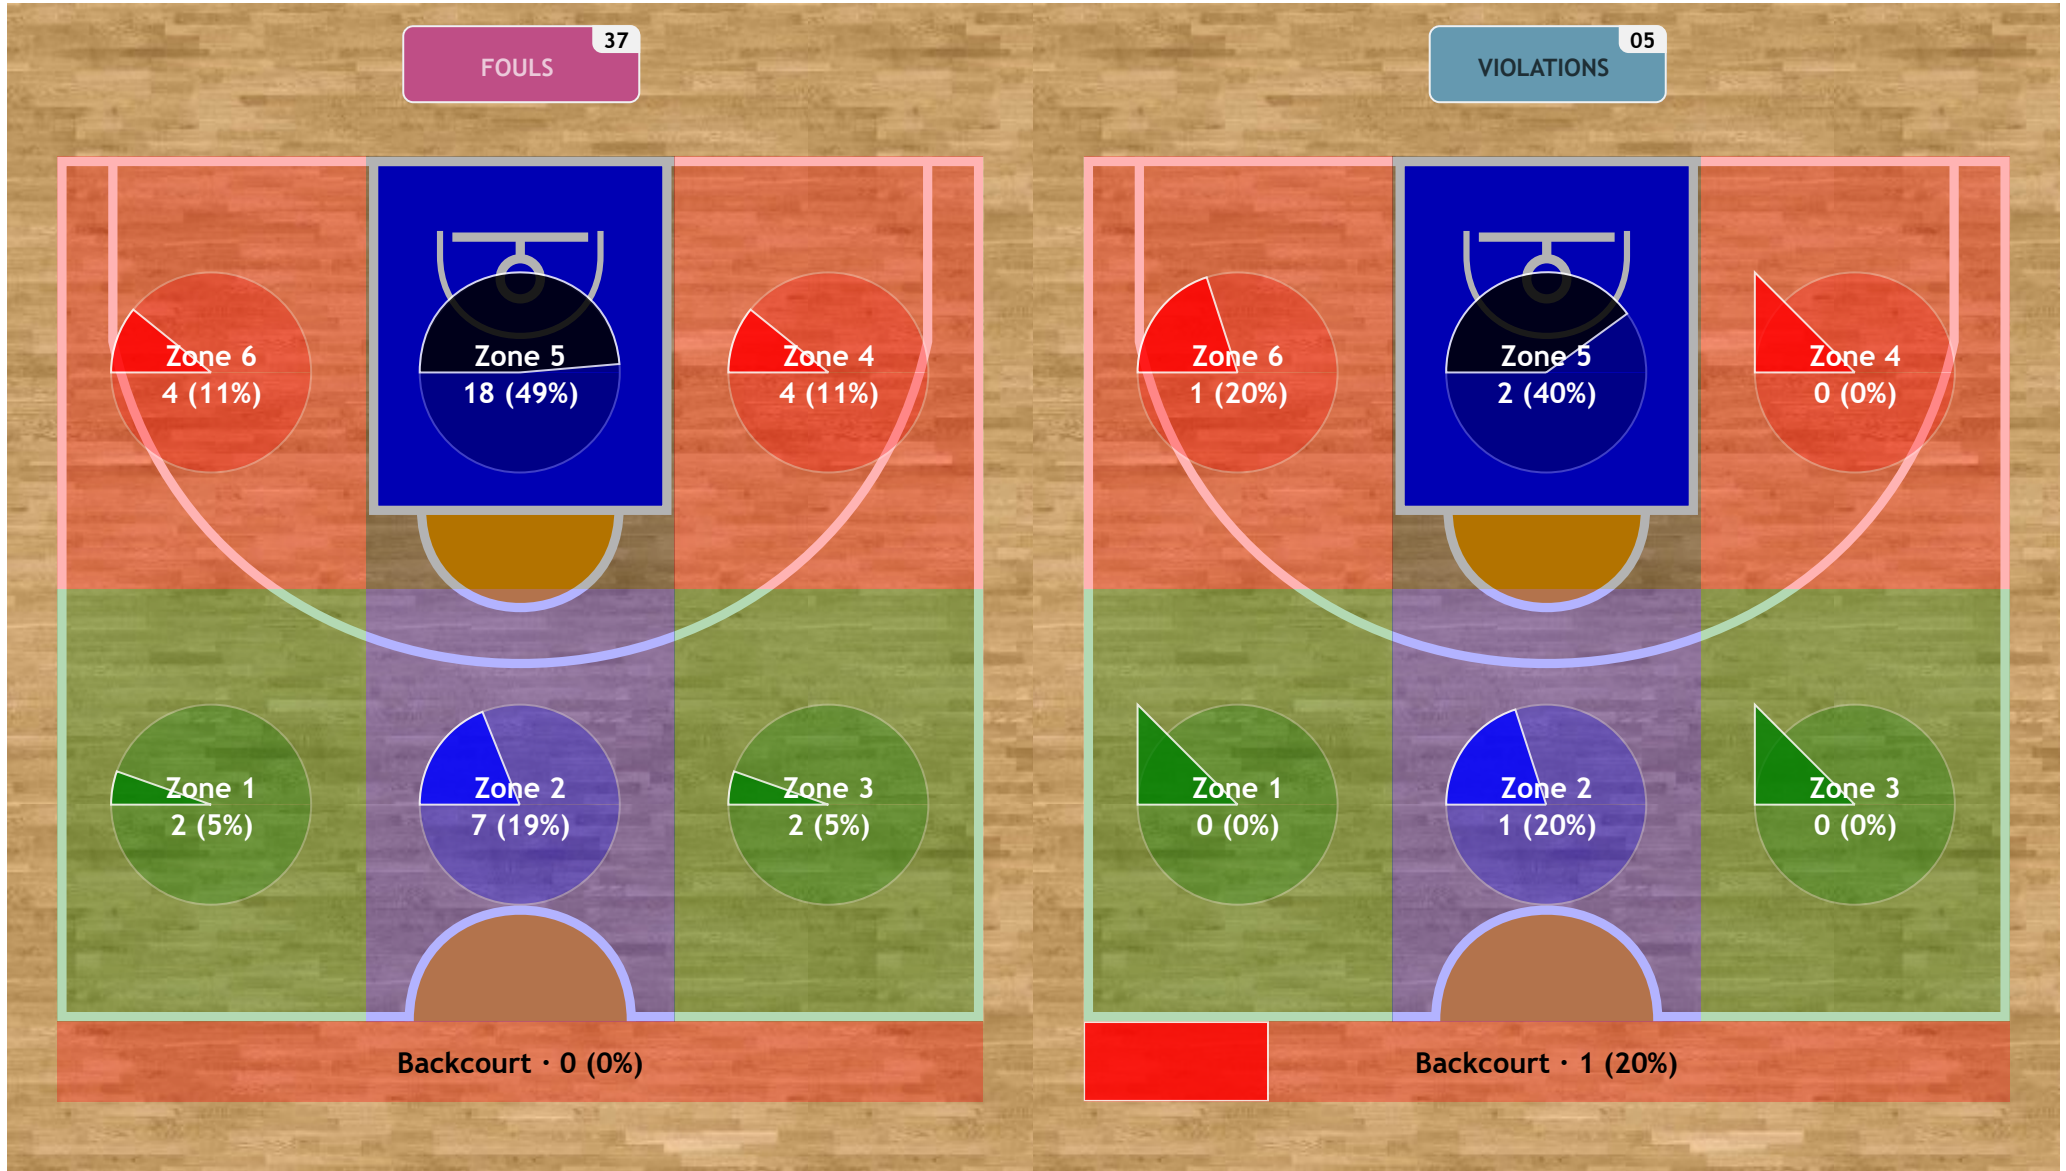 37
FOULS
Zone 6
4 (11%)
Zone 5
18 (49%)
Zone 4
4 (11%)
Zone 1
2 (5%)
Zone 2
7 (19%)
Zone 3
2 (5%)
Backcourt · 0 (0%)
05
VIOLATIONS
Zone 6
1 (20%)
Zone 5
2 (40%)
Zone 4
0 (0%)
Zone 1
0 (0%)
Zone 2
1 (20%)
Zone 3
0 (0%)
Backcourt · 1 (20%)